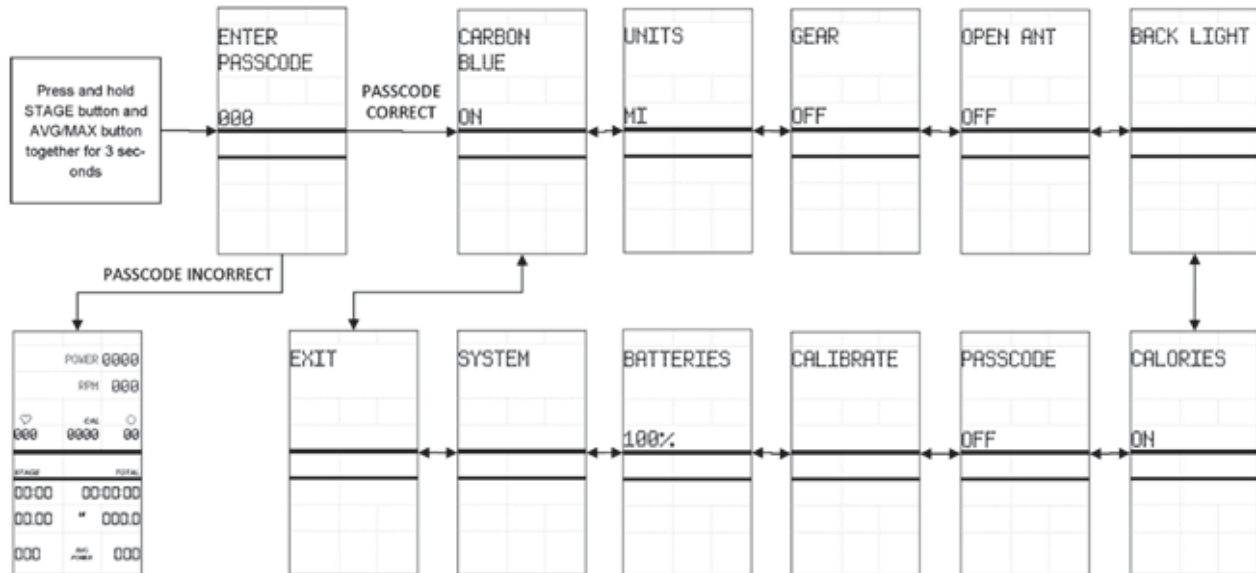 Press and hold
STAGE button and
AVG/MAX button
together for 3 sec-
onds
ENTER
PASSCODE
000
PASSCODE
CORRECT
CARBON
BLUE
ON
UNITS
MI
GEAR
OFF
OPEN ANT
OFF
BACK LIGHT
PASSCODE INCORRECT
POWER 0000
RPM 000
CAL
000 0000 00
STAGE TOTAL
00:00 00:00:00
00.00 MI 000.0
000 AVG POWER 000
EXIT
SYSTEM
BATTERIES
100%
CALIBRATE
PASSCODE
OFF
CALORIES
ON